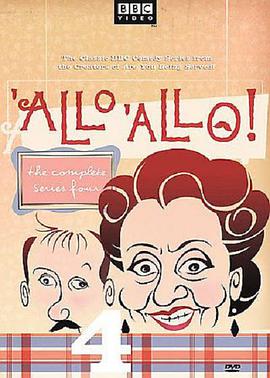 BBC
VIDEO
The Classic BBC Comedy Series from
the Creators of Are You Being Served?
'ALLO 'ALLO!
the complete
series four
4
DVD